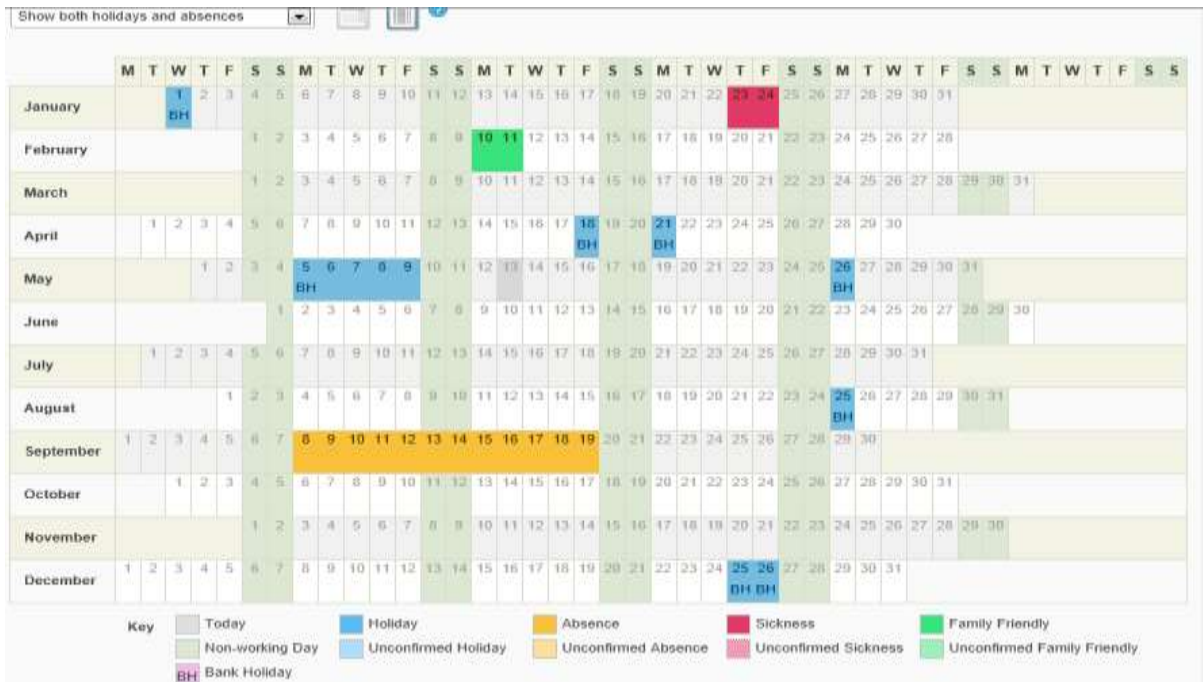 Show both holidays and absences
M T W T F S S M T W T F S S M T W T F S S M T W T F S S M T W T F S S M T W T F S S
January 1 2 3 4 5 6 7 8 9 10 11 12 13 14 15 16 17 18 19 20 21 22 23 24 25 26 27 28 29 30 31
BH
February 1 2 3 4 5 6 7 8 9 10 11 12 13 14 15 16 17 18 19 20 21 22 23 24 25 26 27 28
March 1 2 3 4 5 6 7 8 9 10 11 12 13 14 15 16 17 18 19 20 21 22 23 24 25 26 27 28 29 30 31
April 1 2 3 4 5 6 7 8 9 10 11 12 13 14 15 16 17 18 19 20 21 22 23 24 25 26 27 28 29 30
BH BH
May 1 2 3 4 5 6 7 8 9 10 11 12 13 14 15 16 17 18 19 20 21 22 23 24 25 26 27 28 29 30 31
BH BH
June 1 2 3 4 5 6 7 8 9 10 11 12 13 14 15 16 17 18 19 20 21 22 23 24 25 26 27 28 29 30
July 1 2 3 4 5 6 7 8 9 10 11 12 13 14 15 16 17 18 19 20 21 22 23 24 25 26 27 28 29 30 31
August 1 2 3 4 5 6 7 8 9 10 11 12 13 14 15 16 17 18 19 20 21 22 23 24 25 26 27 28 29 30 31
BH
September 1 2 3 4 5 6 7 8 9 10 11 12 13 14 15 16 17 18 19 20 21 22 23 24 25 26 27 28 29 30
October 1 2 3 4 5 6 7 8 9 10 11 12 13 14 15 16 17 18 19 20 21 22 23 24 25 26 27 28 29 30 31
November 1 2 3 4 5 6 7 8 9 10 11 12 13 14 15 16 17 18 19 20 21 22 23 24 25 26 27 28 29 30
December 1 2 3 4 5 6 7 8 9 10 11 12 13 14 15 16 17 18 19 20 21 22 23 24 25 26 27 28 29 30 31
BH BH
Key Today Holiday Absence Sickness Family Friendly
Non-working Day Unconfirmed Holiday Unconfirmed Absence Unconfirmed Sickness Unconfirmed Family Friendly
BH Bank Holiday